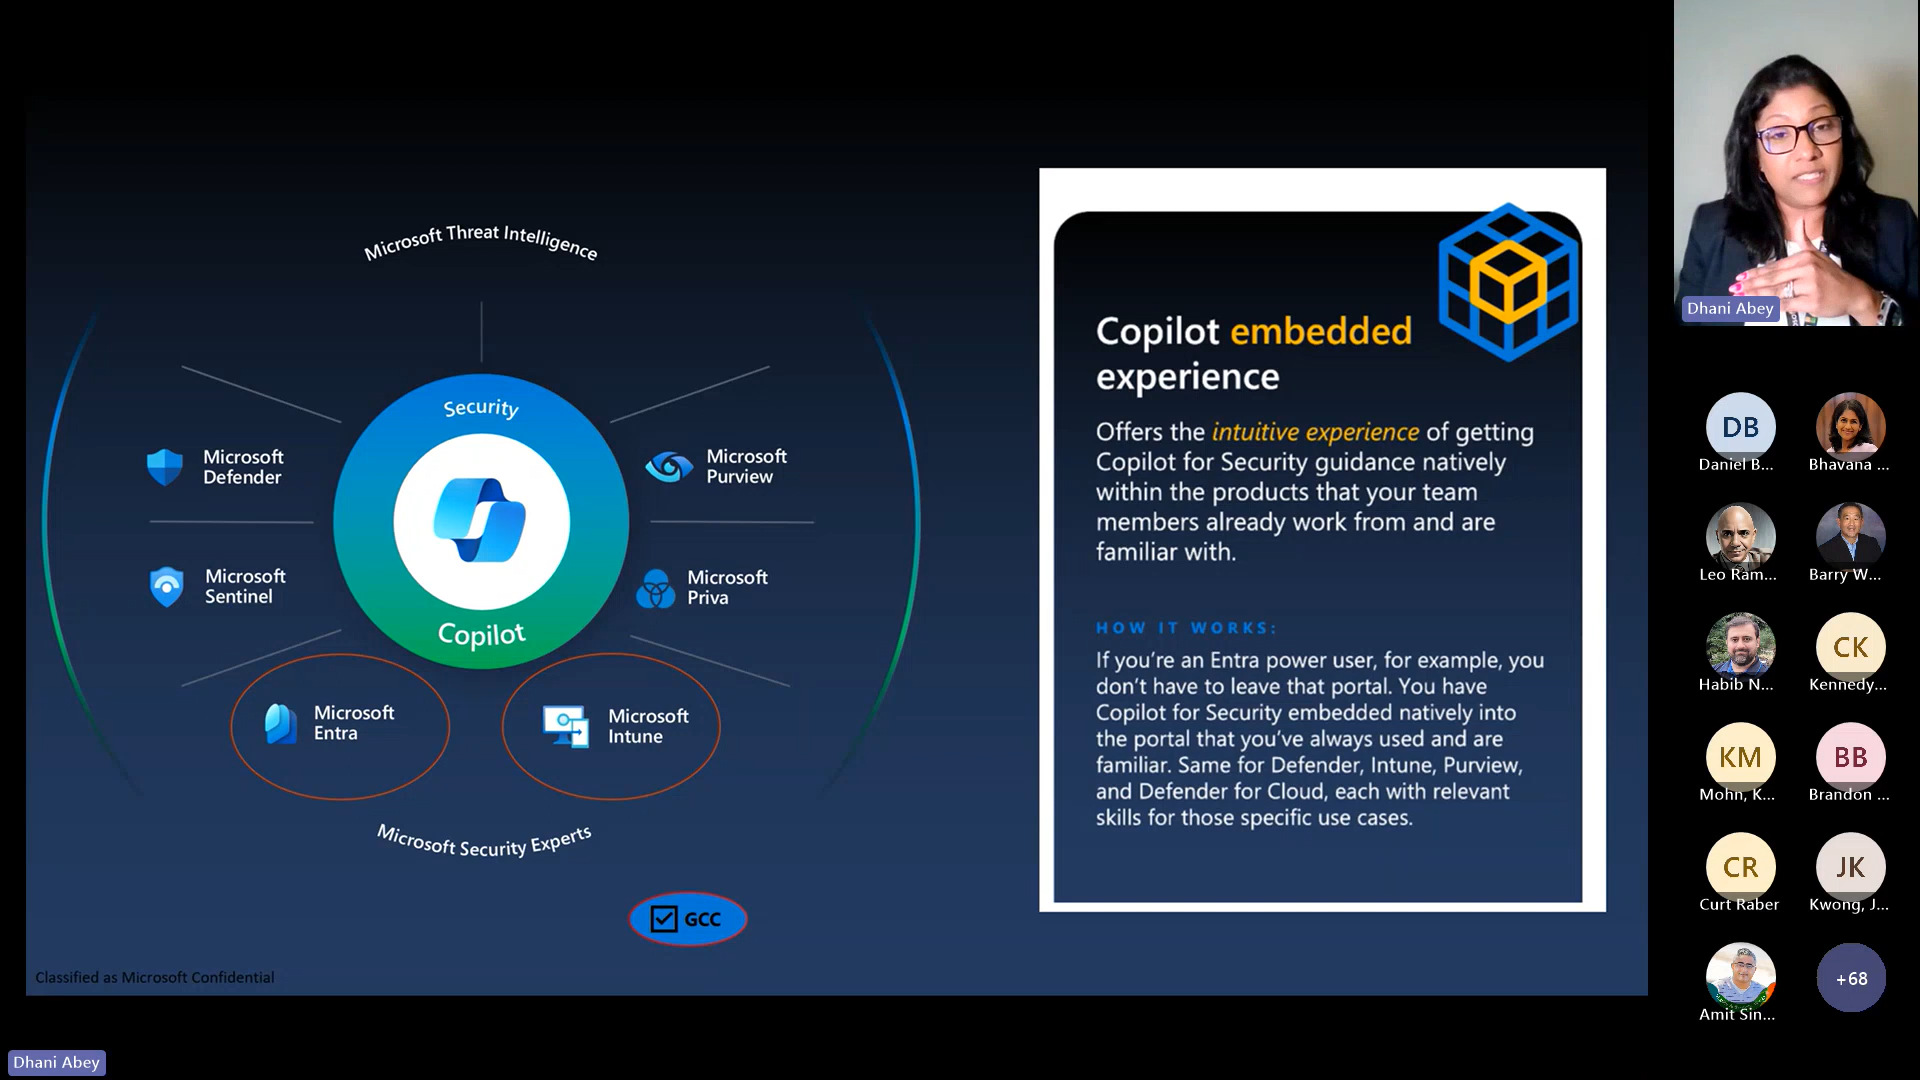 Microsoft Threat Intelligence
Security
Copilot
Microsoft
Defender
Microsoft
Sentinel
Microsoft
Purview
Microsoft
Priva
Microsoft
Entra
Microsoft
Intune
Microsoft Security Experts
GCC
Classified as Microsoft Confidential
Copilot embedded
experience
Offers the intuitive experience of getting
Copilot for Security guidance natively
within the products that your team
members already work from and are
familiar with.
HOW IT WORKS:
If you’re an Entra power user, for example, you
don’t have to leave that portal. You have
Copilot for Security embedded natively into
the portal that you’ve always used and are
familiar. Same for Defender, Intune, Purview,
and Defender for Cloud, each with relevant
skills for those specific use cases.
Dhani Abey
DB
Daniel B...
Bhavana ...
Leo Ram...
Barry W...
Habib N...
CK
Kennedy...
KM
Mohn, K...
BB
Brandon ...
CR
Curt Raber
JK
Kwong, J...
Amit Sin...
+68
Dhani Abey